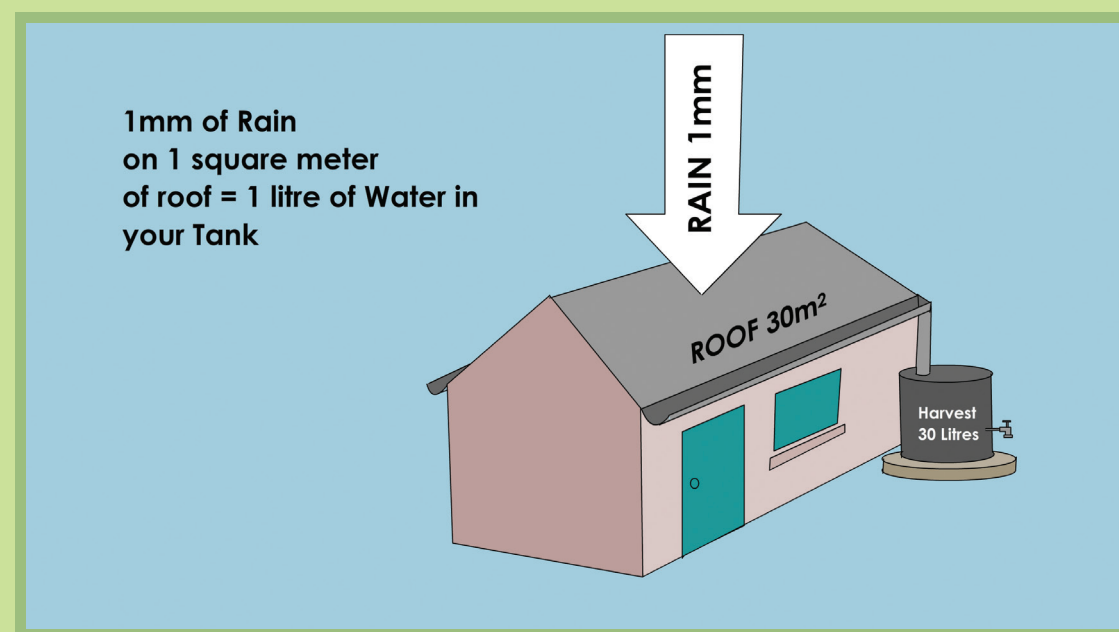 1mm of Rain
on 1 square meter
of roof = 1 litre of Water in
your Tank
RAIN 1mm
ROOF 30m²
Harvest
30 Litres